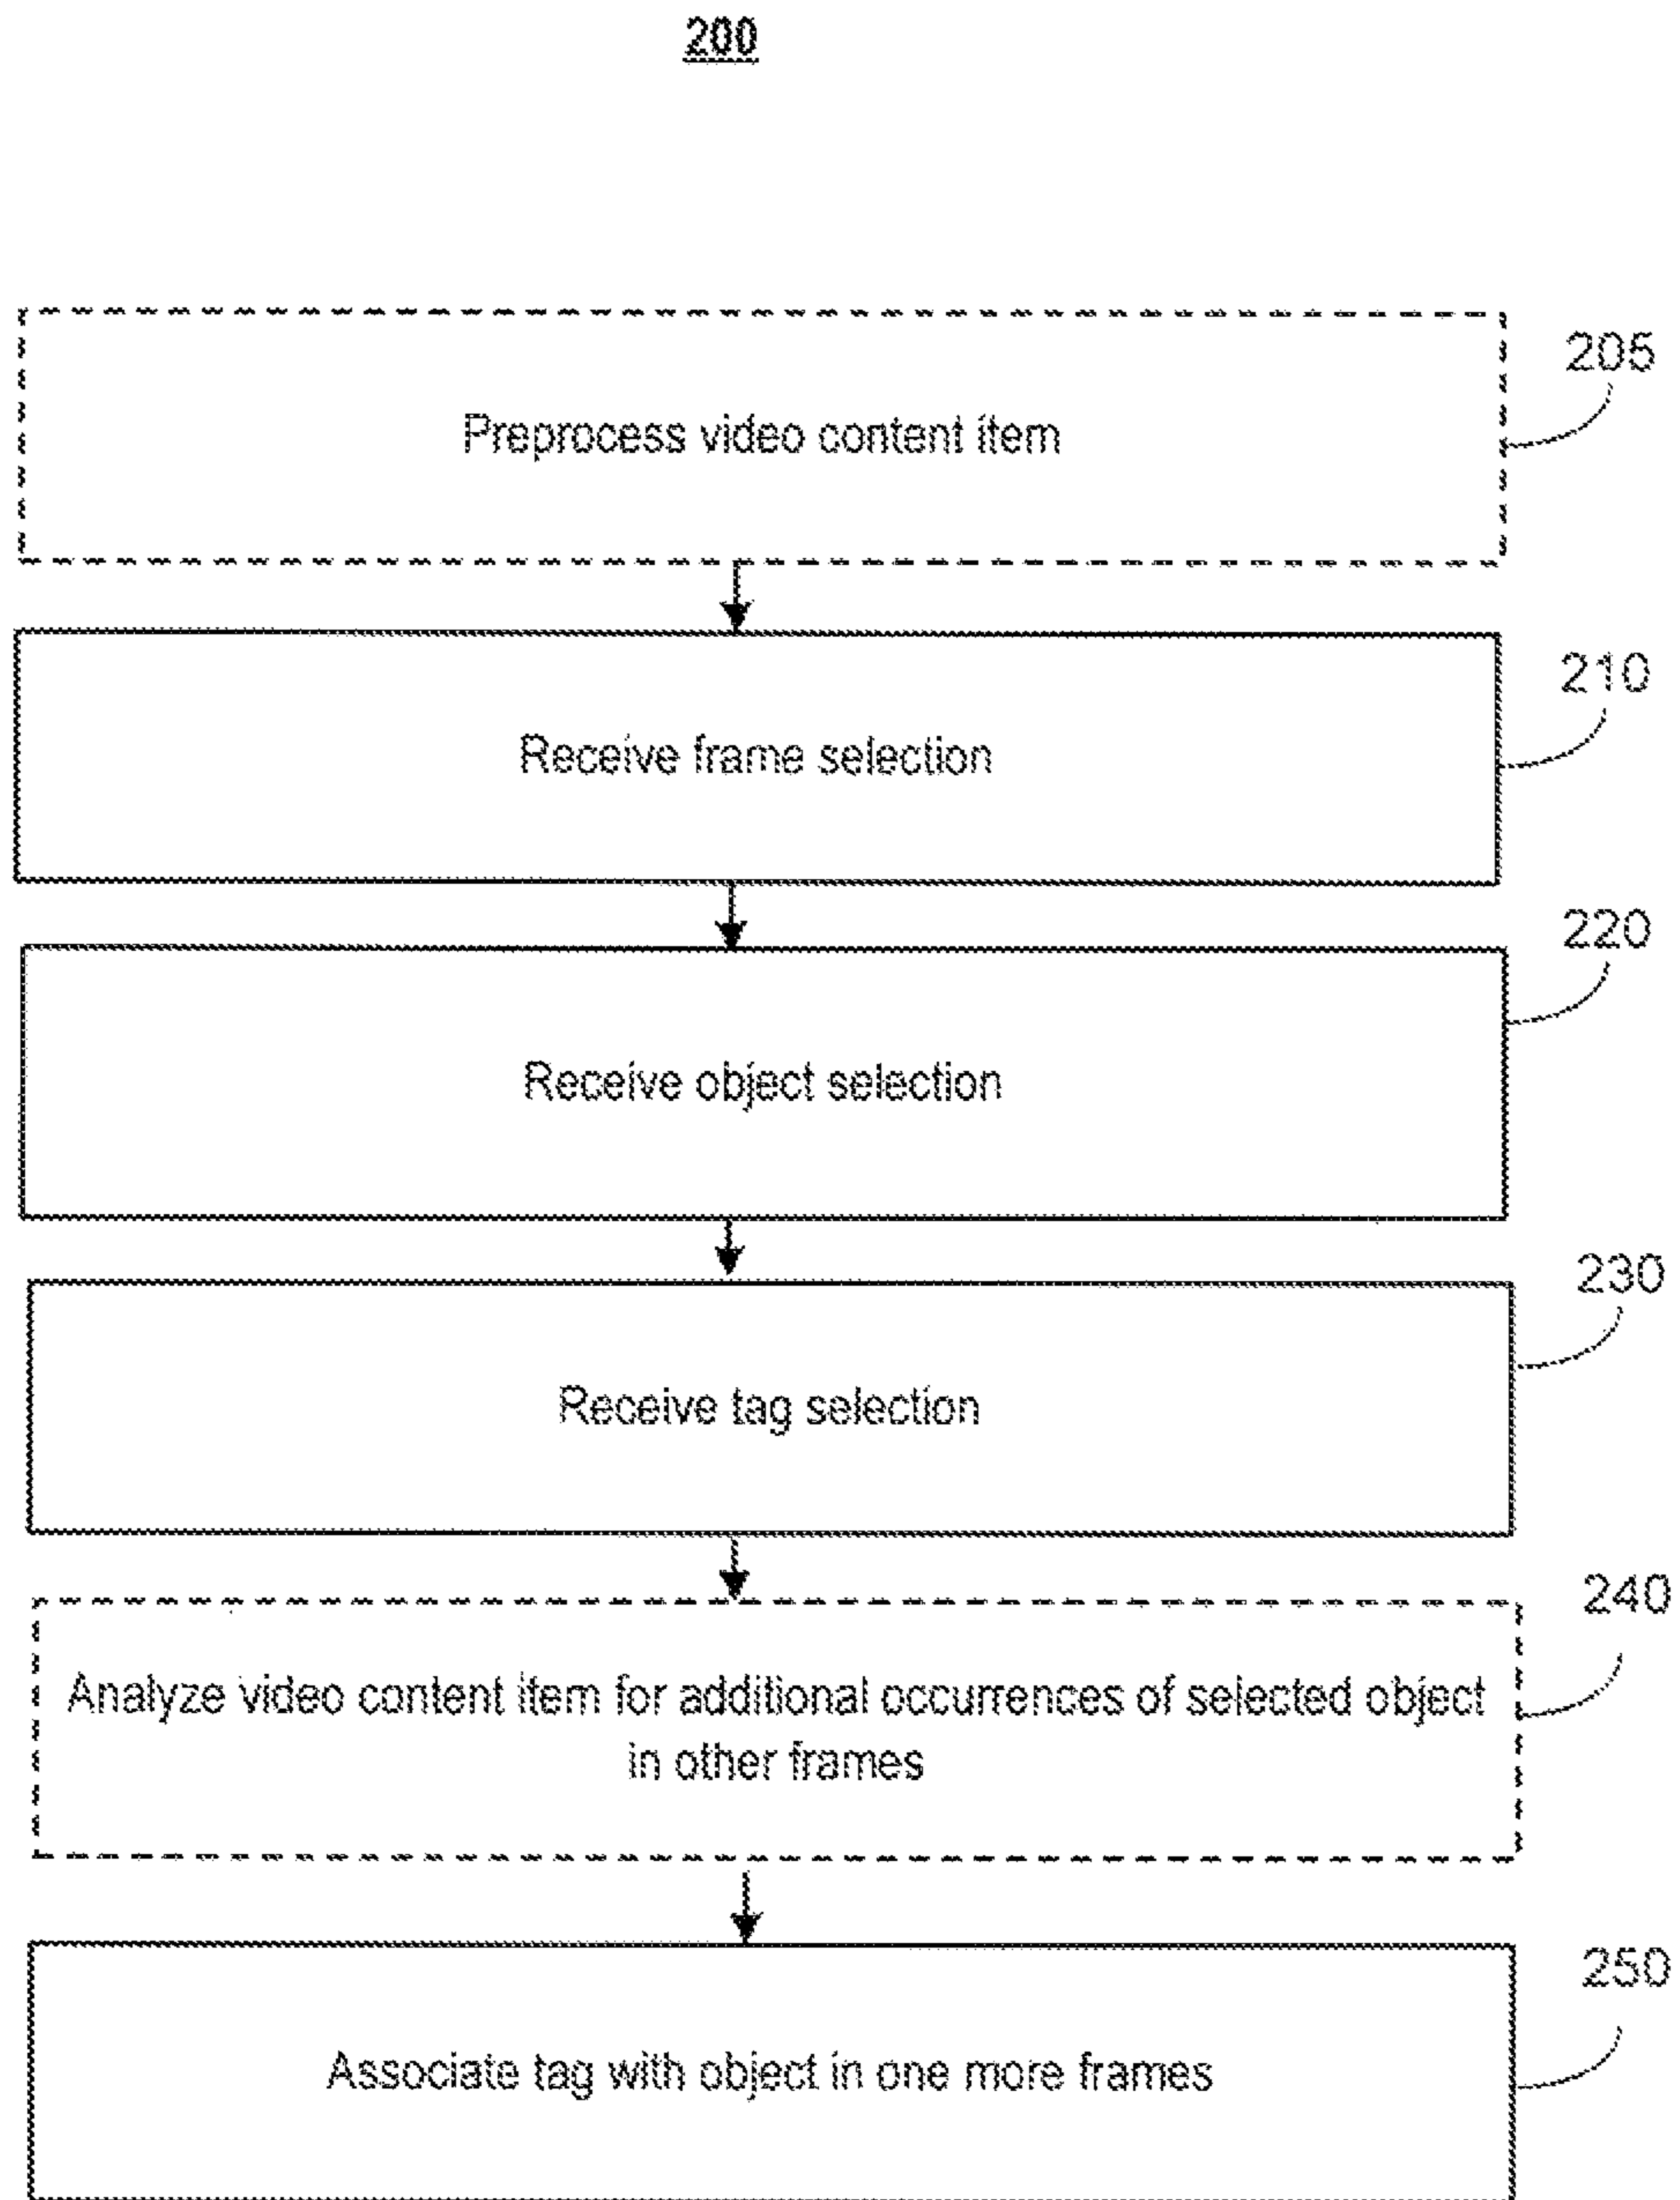 200
205
Preprocess video content item
210
Receive frame selection
220
Receive object selection
230
Receive tag selection
240
Analyze video content item for additional occurrences of selected object
in other frames
250
Associate tag with object in one more frames